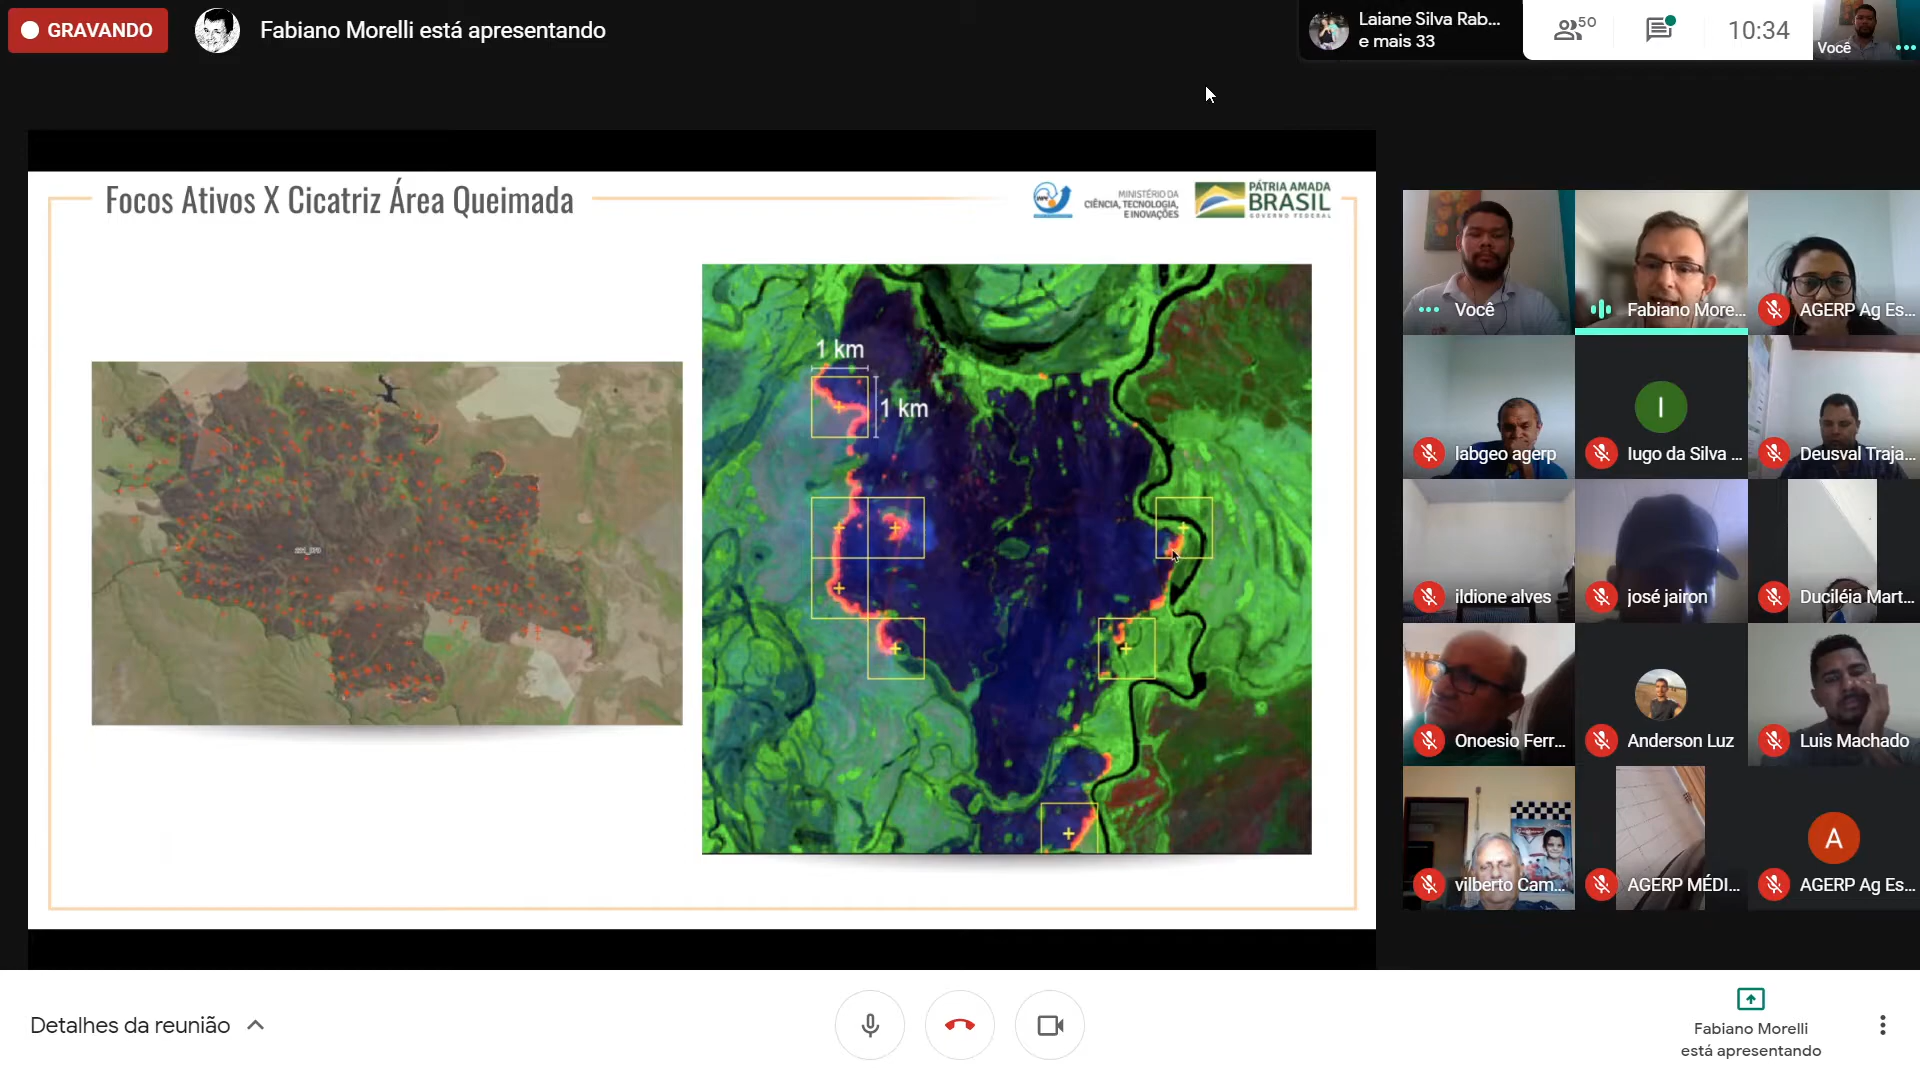 GRAVANDO
Fabiano Morelli está apresentando
Laiane Silva Rab...
e mais 33
50
10:34
Você
Focos Ativos X Cicatriz Área Queimada
INPE
MINISTÉRIO DA
CIÊNCIA, TECNOLOGIA,
E INOVAÇÕES
PÁTRIA AMADA
BRASIL
GOVERNO FEDERAL
1 km
1 km
Você
Fabiano More...
AGERP Ag Es...
labgeo agerp
I
Iugo da Silva ...
Deusval Traja...
ildione alves
josé jairon
Duciléia Mart...
Onoesio Ferr...
Anderson Luz
Luis Machado
vilberto Cam...
AGERP MÉDI...
A
AGERP Ag Es...
Detalhes da reunião
Fabiano Morelli
está apresentando